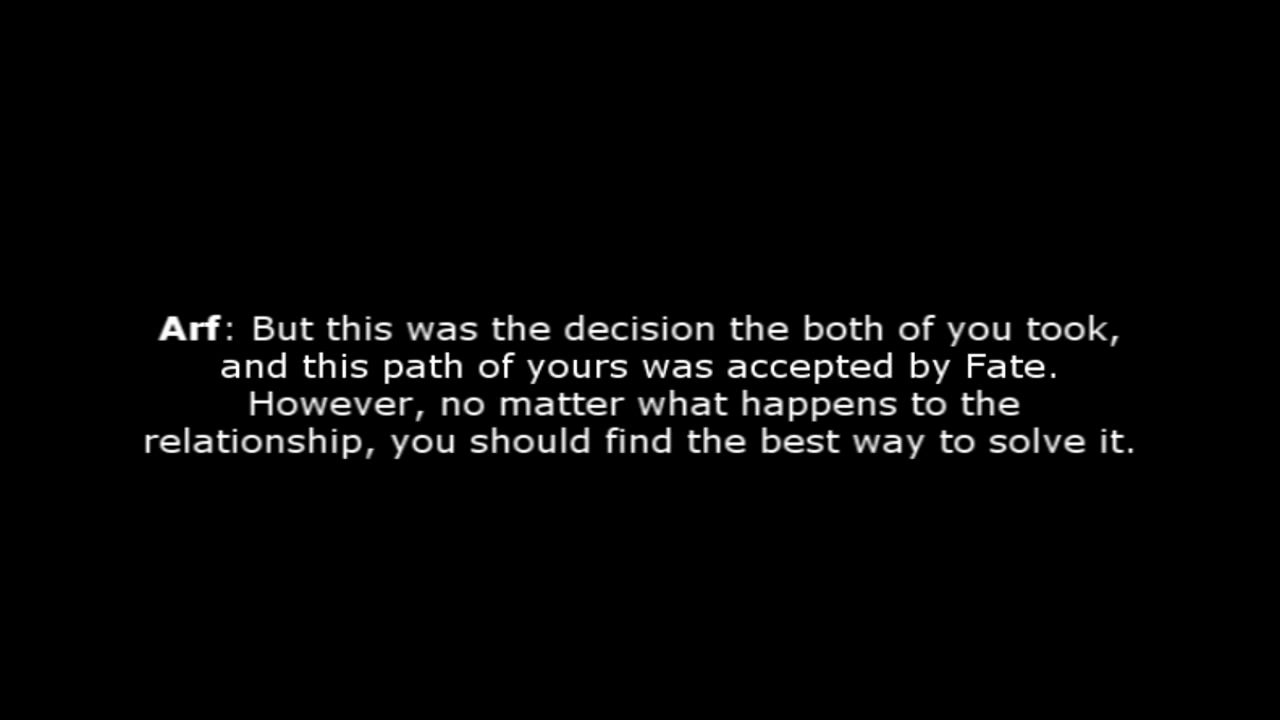 Arf: But this was the decision the both of you took,
and this path of yours was accepted by Fate.
However, no matter what happens to the
relationship, you should find the best way to solve it.